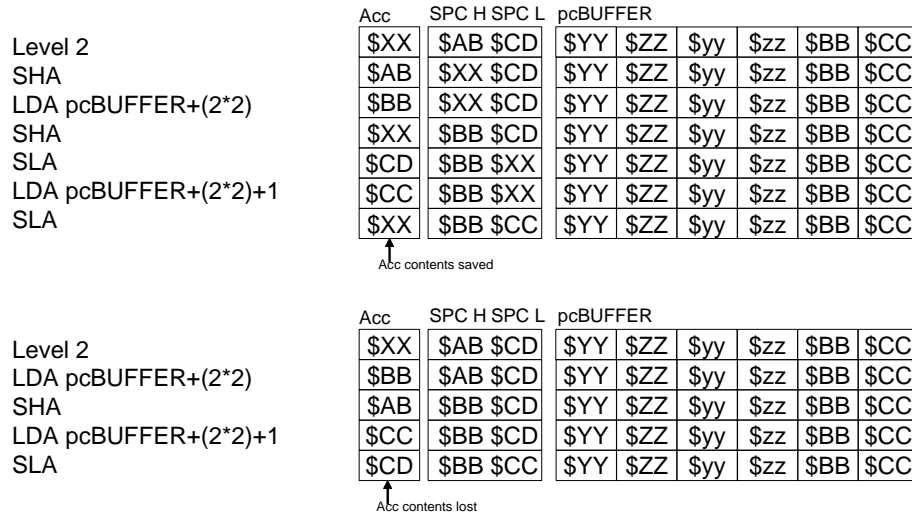 Acc SPC H SPC L pcBUFFER
Level 2 $XX $AB $CD $YY $ZZ $yy $zz $BB $CC
SHA $AB $XX $CD $YY $ZZ $yy $zz $BB $CC
LDA pcBUFFER+(2*2) $BB $XX $CD $YY $ZZ $yy $zz $BB $CC
SHA $XX $BB $CD $YY $ZZ $yy $zz $BB $CC
SLA $CD $BB $XX $YY $ZZ $yy $zz $BB $CC
LDA pcBUFFER+(2*2)+1 $CC $BB $XX $YY $ZZ $yy $zz $BB $CC
SLA $XX $BB $CC $YY $ZZ $yy $zz $BB $CC
Acc contents saved
Acc SPC H SPC L pcBUFFER
Level 2 $XX $AB $CD $YY $ZZ $yy $zz $BB $CC
LDA pcBUFFER+(2*2) $BB $AB $CD $YY $ZZ $yy $zz $BB $CC
SHA $AB $BB $CD $YY $ZZ $yy $zz $BB $CC
LDA pcBUFFER+(2*2)+1 $CC $BB $CD $YY $ZZ $yy $zz $BB $CC
SLA $CD $BB $CC $YY $ZZ $yy $zz $BB $CC
Acc contents lost